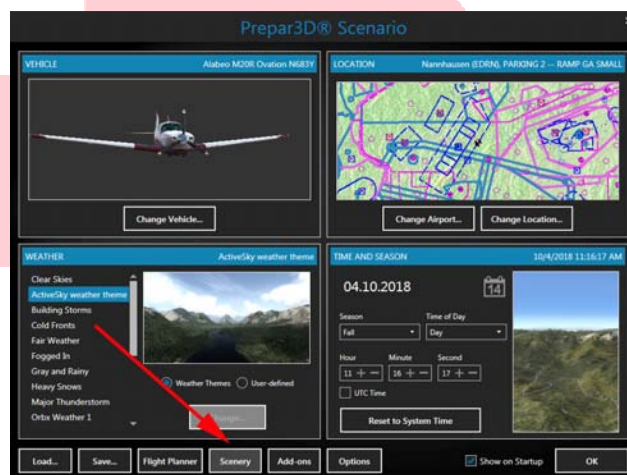 Prepar3D® Scenario
VEHICLE Alabeo M20R Ovation N683Y
Change Vehicle...
LOCATION Nannhausen (EDRN), PARKING 2 -- RAMP GA SMALL
Change Airport... Change Location...
WEATHER ActiveSky weather theme
Clear Skies
ActiveSky weather theme
Building Storms
Cold Fronts
Fair Weather
Fogged In
Gray and Rainy
Heavy Snows
Major Thunderstorm
Orbx Weather 1
Weather Themes User-defined
TIME AND SEASON 10/4/2018 11:16:17 AM
04.10.2018 14
Season Time of Day
Fall Day
Hour Minute Second
11 + - 16 + - 17 + -
UTC Time
Reset to System Time
Load... Save... Flight Planner Scenery Add-ons Options Show on Startup OK